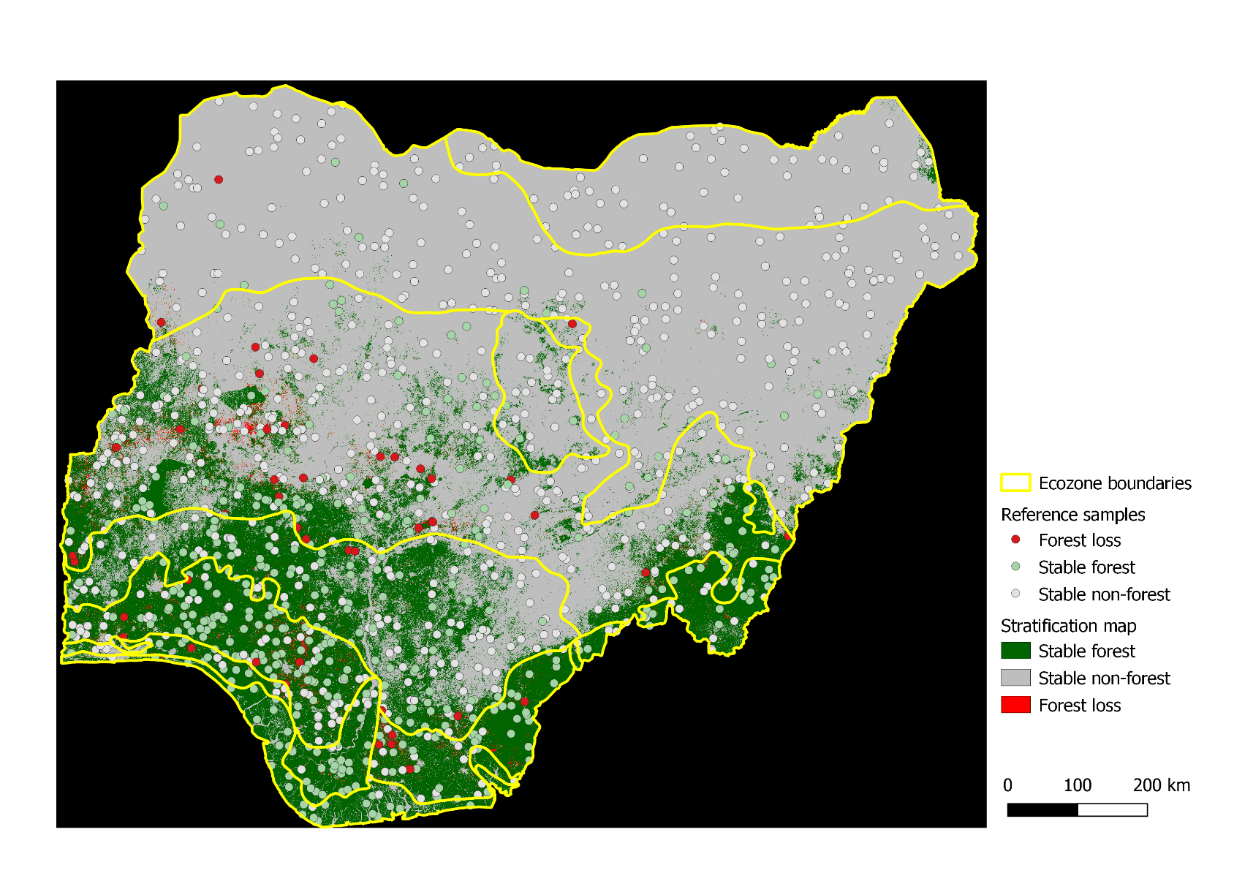 Ecozone boundaries
Reference samples
Forest loss
Stable forest
Stable non-forest
Stratification map
Stable forest
Stable non-forest
Forest loss
0 100 200 km